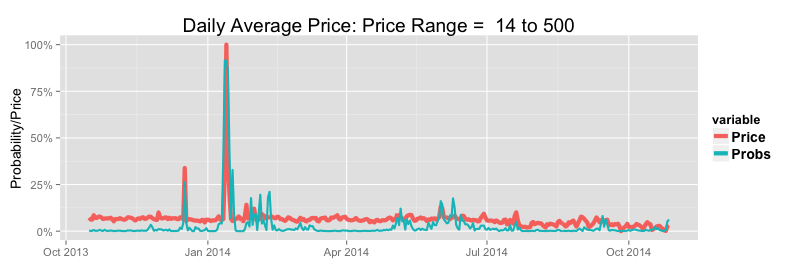 Daily Average Price: Price Range =  14 to 500
100%
75%
50%
25%
0%
Probability/Price
Oct 2013
Jan 2014
Apr 2014
Jul 2014
Oct 2014
variable
Price
Probs